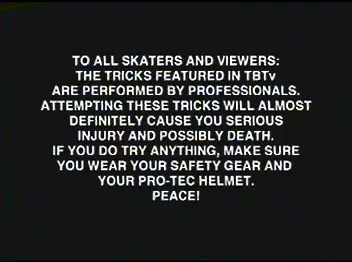 TO ALL SKATERS AND VIEWERS:
THE TRICKS FEATURED IN TBTv
ARE PERFORMED BY PROFESSIONALS.
ATTEMPTING THESE TRICKS WILL ALMOST
DEFINITELY CAUSE YOU SERIOUS
INJURY AND POSSIBLY DEATH.
IF YOU DO TRY ANYTHING, MAKE SURE
YOU WEAR YOUR SAFETY GEAR AND
YOUR PRO-TEC HELMET.
PEACE!